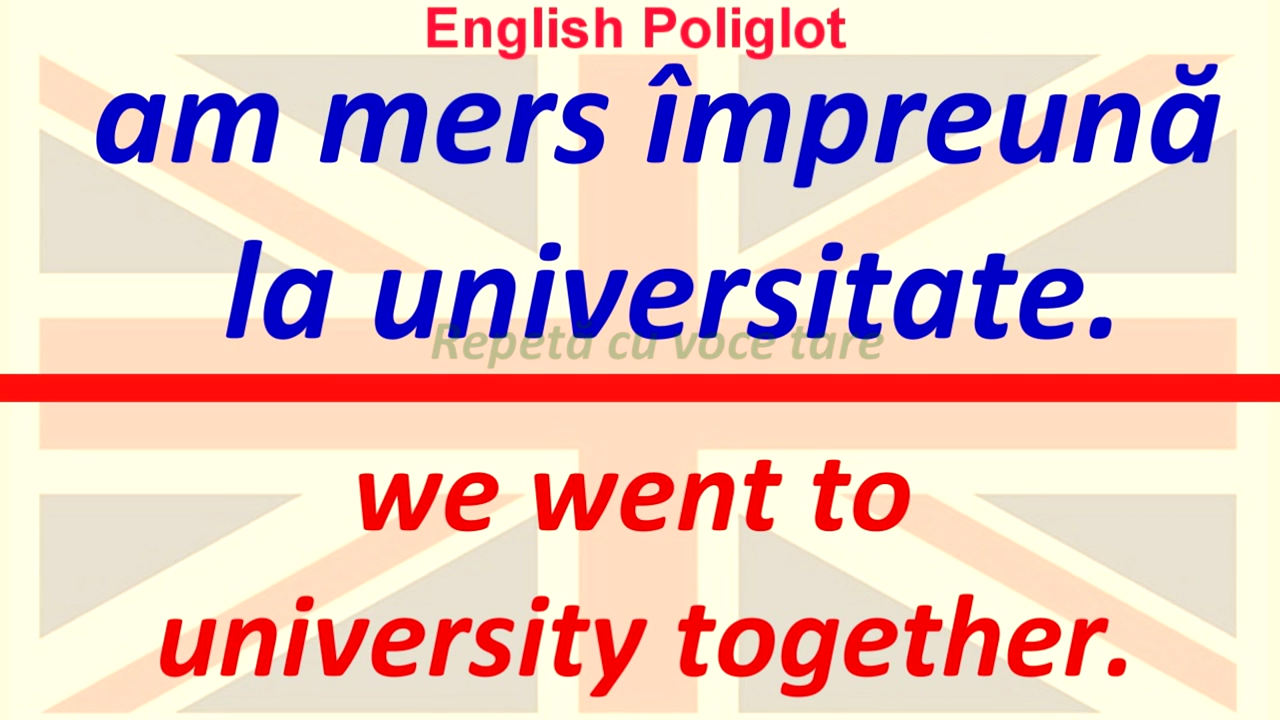 English Poliglot
am mers împreună
la universitate.
Repetă cu voce tare
we went to
university together.